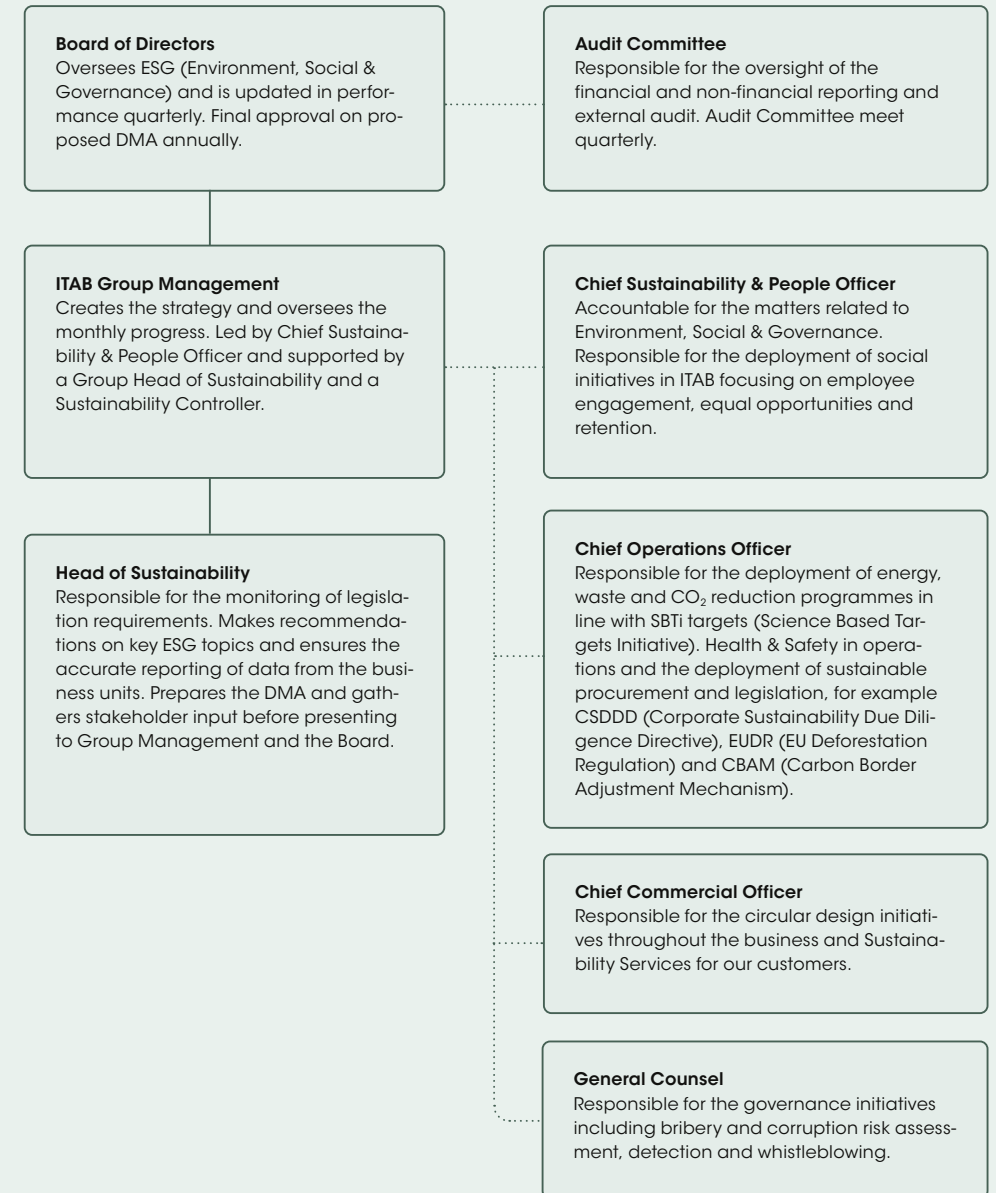 Board of Directors
Oversees ESG (Environment, Social &
Governance) and is updated in perfor-
mance quarterly. Final approval on pro-
posed DMA annually.
Audit Committee
Responsible for the oversight of the
financial and non-financial reporting and
external audit. Audit Committee meet
quarterly.
ITAB Group Management
Creates the strategy and oversees the
monthly progress. Led by Chief Sustaina-
bility & People Officer and supported by
a Group Head of Sustainability and a
Sustainability Controller.
Chief Sustainability & People Officer
Accountable for the matters related to
Environment, Social & Governance.
Responsible for the deployment of social
initiatives in ITAB focusing on employee
engagement, equal opportunities and
retention.
Head of Sustainability
Responsible for the monitoring of legisla-
tion requirements. Makes recommenda-
tions on key ESG topics and ensures the
accurate reporting of data from the busi-
ness units. Prepares the DMA and gath-
ers stakeholder input before presenting
to Group Management and the Board.
Chief Operations Officer
Responsible for the deployment of energy,
waste and CO₂ reduction programmes in
line with SBTi targets (Science Based Tar-
gets Initiative). Health & Safety in opera-
tions and the deployment of sustainable
procurement and legislation, for example
CSDDD (Corporate Sustainability Due Dili-
gence Directive), EUDR (EU Deforestation
Regulation) and CBAM (Carbon Border
Adjustment Mechanism).
Chief Commercial Officer
Responsible for the circular design initiati-
ves throughout the business and Sustaina-
bility Services for our customers.
General Counsel
Responsible for the governance initiatives
including bribery and corruption risk assess-
ment, detection and whistleblowing.